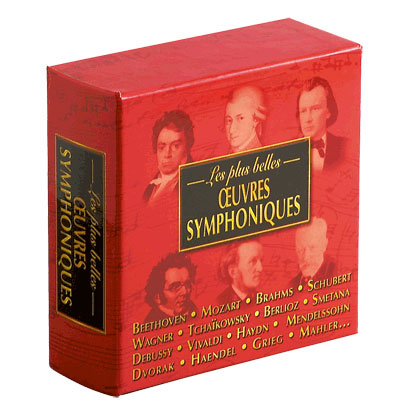 Les plus belles
ŒUVRES
SYMPHONIQUES
Les plus belles
ŒUVRES
SYMPHONIQUES
BEETHOVEN • MOZART • BRAHMS • SCHUBERT
WAGNER • TCHAÏKOWSKY • BERLIOZ • SMETANA
DEBUSSY • VIVALDI • HAYDN • MENDELSSOHN
DVORAK • HAENDEL • GRIEG • MAHLER...